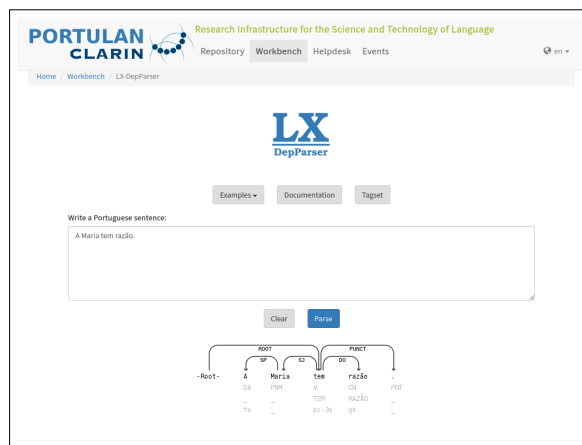 PORTULAN
CLARIN
Research Infrastructure for the Science and Technology of Language
Repository Workbench Helpdesk Events
en
Home / Workbench / LX-DepParser
LX
DepParser
Examples Documentation Tagset
Write a Portuguese sentence:
A Maria tem razão.
Clear Parse
ROOT PUNCT
SP SJ DO
-Root- A Maria tem razão .
DA PNM V CN PNT
_ _ TER RAZÃO _
fs _ pi-3s gs _